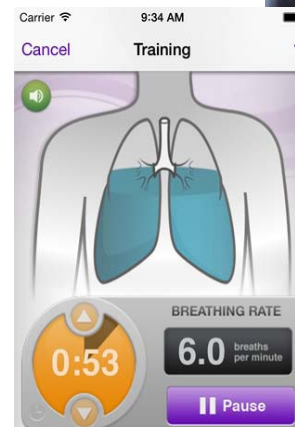 Carrier 9:34 AM
Cancel Training
BREATHING RATE
0:53
6.0 breaths per minute
Pause